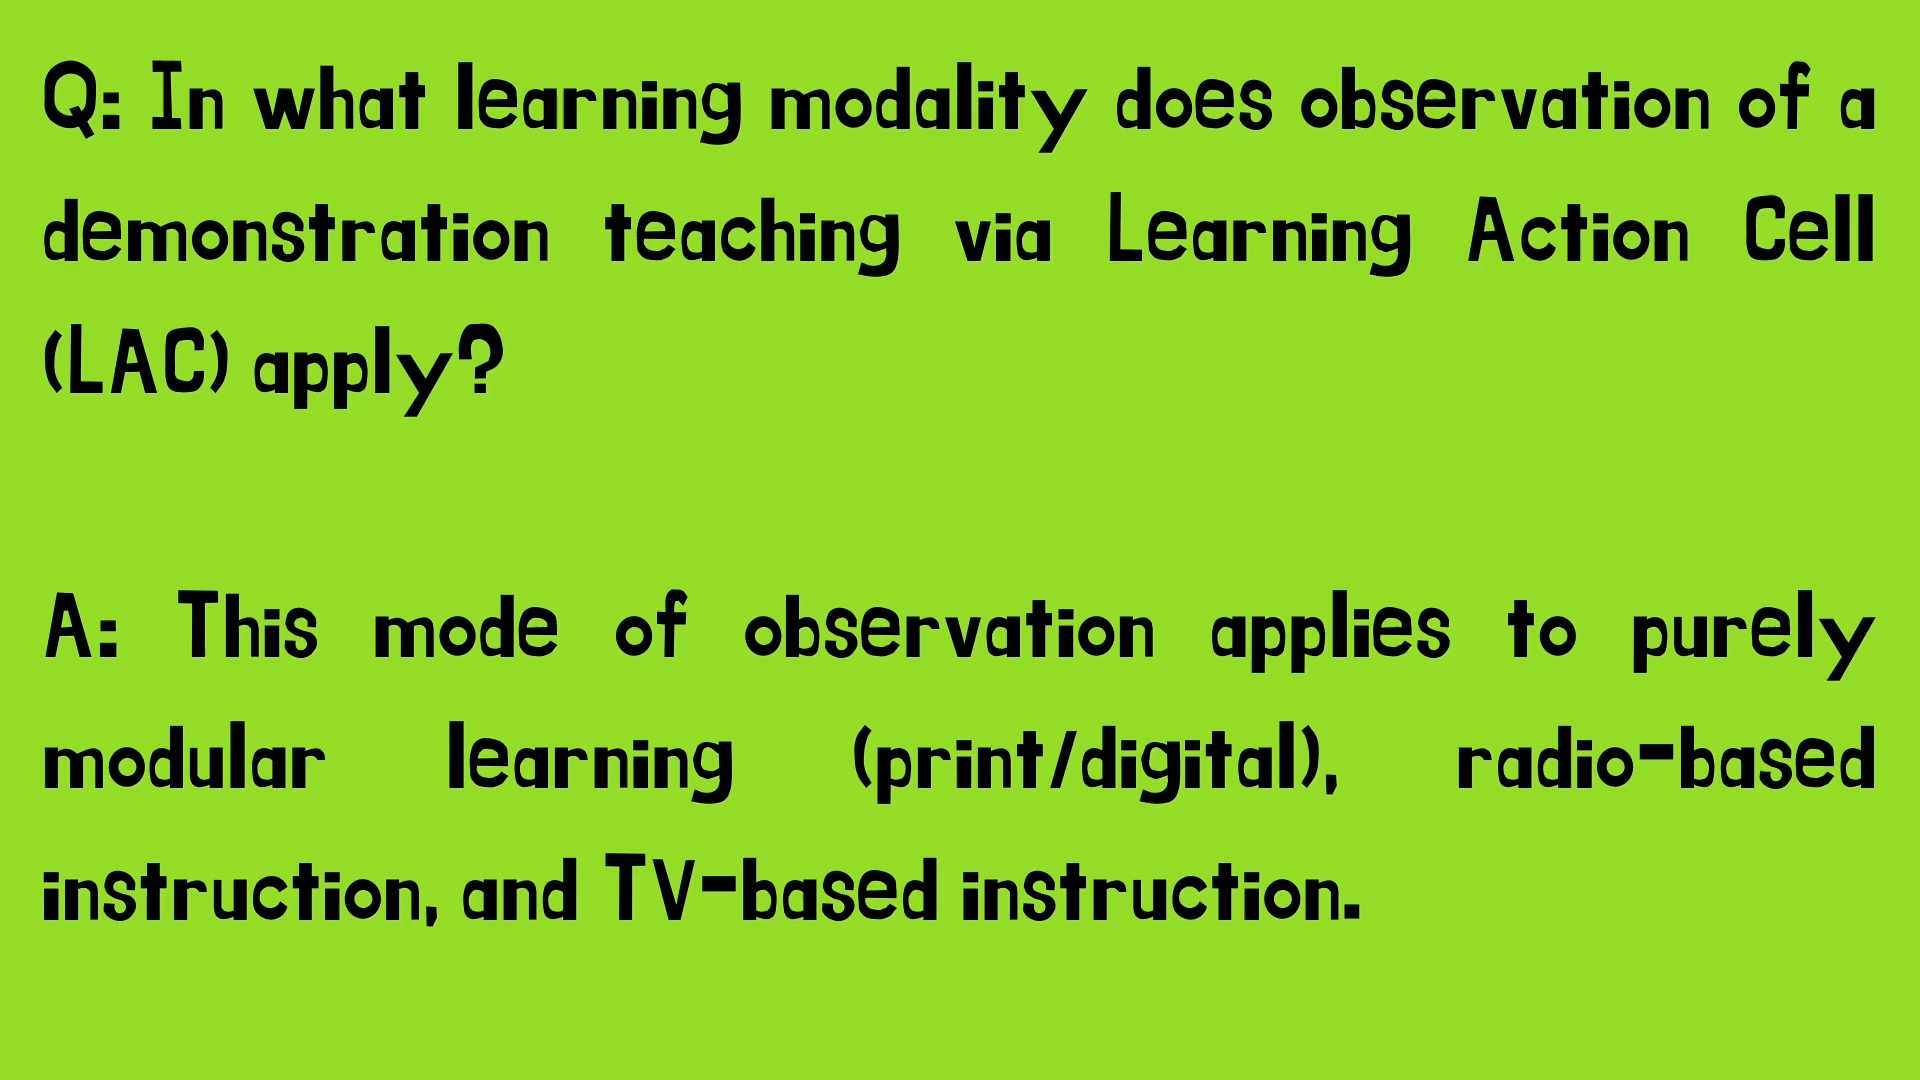 Q: In what learning modality does observation of a
demonstration teaching via Learning Action Cell
(LAC) apply?
A: This mode of observation applies to purely
modular learning (print/digital), radio-based
instruction, and TV-based instruction.